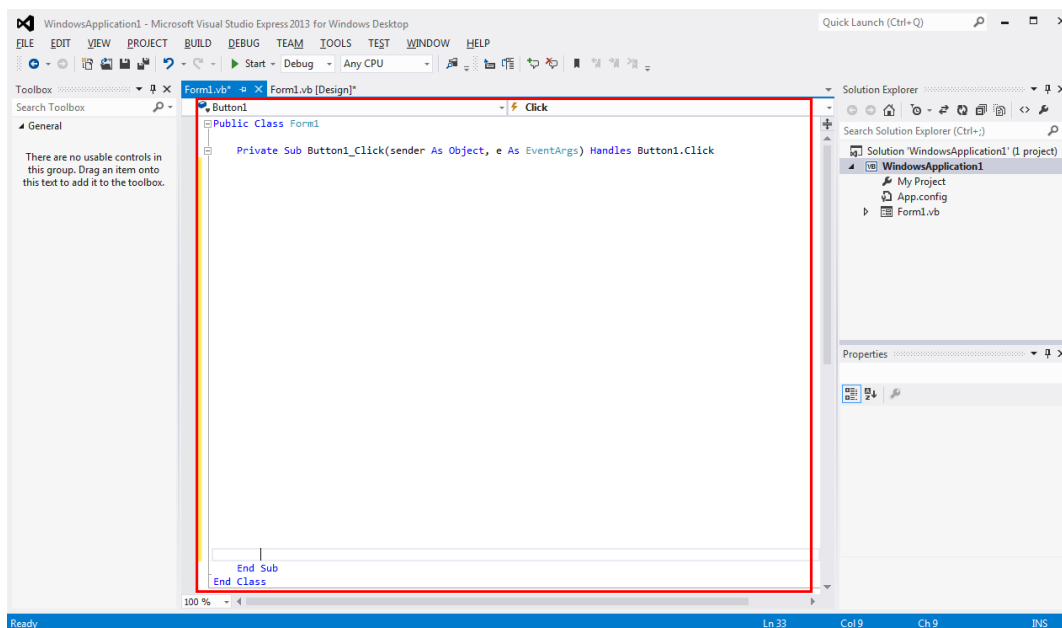 WindowsApplication1 - Microsoft Visual Studio Express 2013 for Windows Desktop
Quick Launch (Ctrl+Q)
FILE EDIT VIEW PROJECT BUILD DEBUG TEAM TOOLS TEST WINDOW HELP
Start Debug Any CPU
Toolbox
Search Toolbox
General
There are no usable controls in
this group. Drag an item onto
this text to add it to the toolbox.
Form1.vb* Form1.vb [Design]*
Button1 Click
Public Class Form1
Private Sub Button1_Click(sender As Object, e As EventArgs) Handles Button1.Click
End Sub
End Class
100 %
Solution Explorer
Search Solution Explorer (Ctrl+;)
Solution 'WindowsApplication1' (1 project)
VB WindowsApplication1
My Project
App.config
Form1.vb
Properties
Ready Ln 33 Col 9 Ch 9 INS